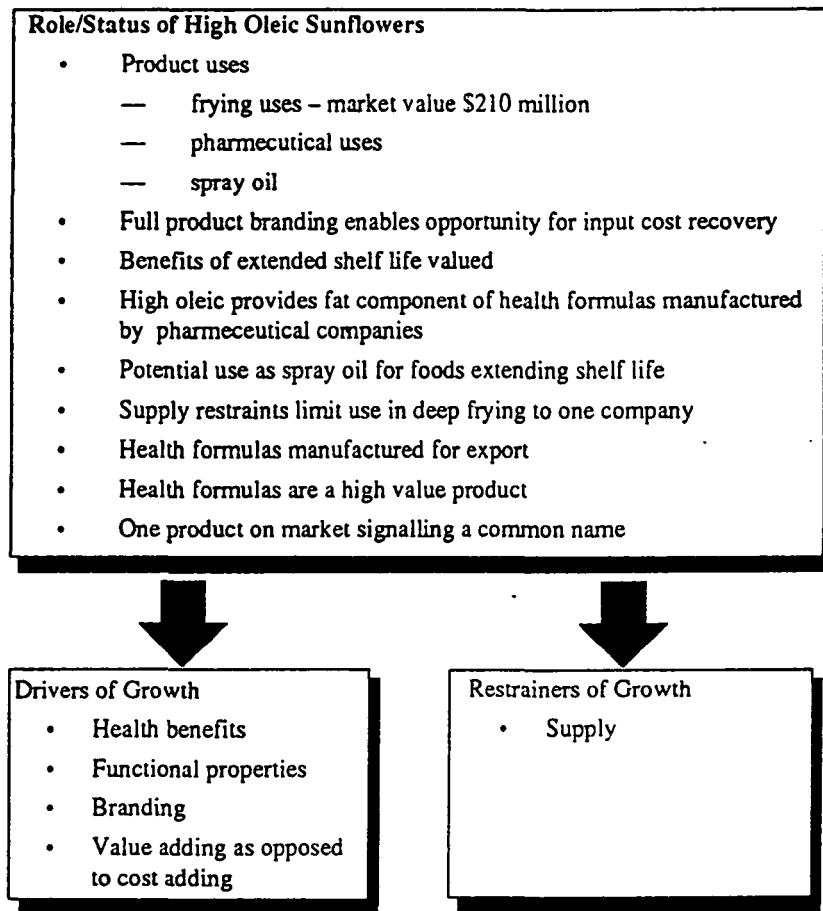 Role/Status of High Oleic Sunflowers
• Product uses
— frying uses – market value $210 million
— pharmecutical uses
— spray oil
• Full product branding enables opportunity for input cost recovery
• Benefits of extended shelf life valued
• High oleic provides fat component of health formulas manufactured
by pharmeceutical companies
• Potential use as spray oil for foods extending shelf life
• Supply restraints limit use in deep frying to one company
• Health formulas manufactured for export
• Health formulas are a high value product
• One product on market signalling a common name
Drivers of Growth
• Health benefits
• Functional properties
• Branding
• Value adding as opposed
to cost adding
Restrainers of Growth
• Supply